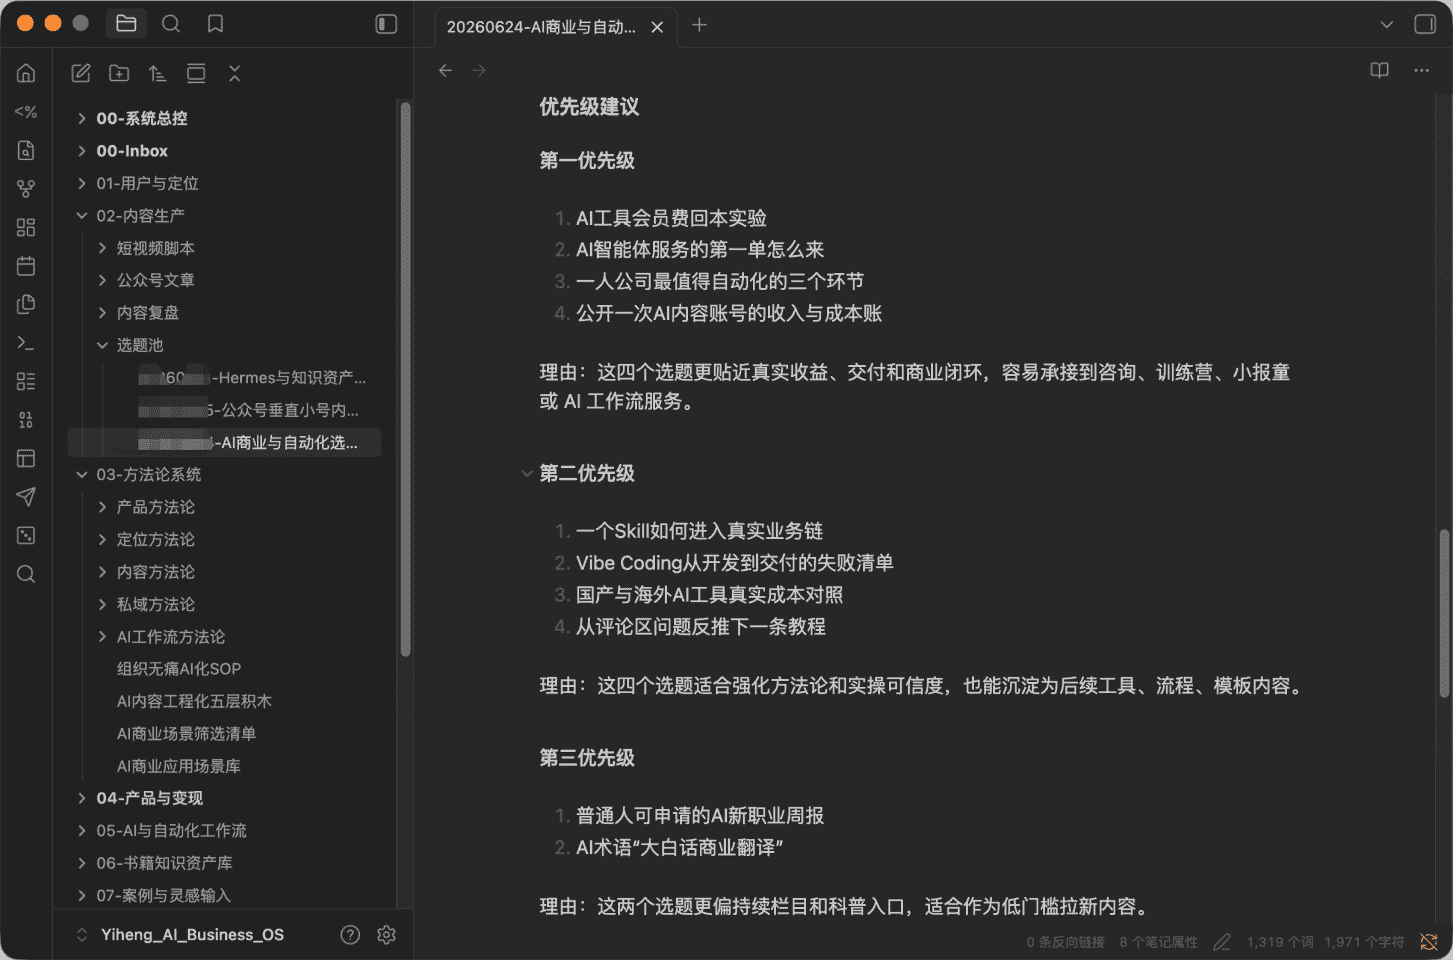 20260624-AI商业与自动...
00-系统总控
00-Inbox
01-用户与定位
02-内容生产
短视频脚本
公众号文章
内容复盘
选题池
-Hermes与知识资产...
5-公众号垂直小号内...
-AI商业与自动化选...
03-方法论系统
产品方法论
定位方法论
内容方法论
私域方法论
AI工作流方法论
组织无痛AI化SOP
AI内容工程化五层积木
AI商业场景筛选清单
AI商业应用场景库
04-产品与变现
05-AI与自动化工作流
06-书籍知识资产库
07-案例与灵感输入
Yiheng_AI_Business_OS
优先级建议
第一优先级
1. AI工具会员费回本实验
2. AI智能体服务的第一单怎么来
3. 一人公司最值得自动化的三个环节
4. 公开一次AI内容账号的收入与成本账
理由：这四个选题更贴近真实收益、交付和商业闭环，容易承接到咨询、训练营、小报童
或 AI 工作流服务。
第二优先级
1. 一个Skill如何进入真实业务链
2. Vibe Coding从开发到交付的失败清单
3. 国产与海外AI工具真实成本对照
4. 从评论区问题反推下一条教程
理由：这四个选题适合强化方法论和实操可信度，也能沉淀为后续工具、流程、模板内容。
第三优先级
1. 普通人可申请的AI新职业周报
2. AI术语“大白话商业翻译”
理由：这两个选题更偏持续栏目和科普入口，适合作为低门槛拉新内容。
0 条反向链接 8 个笔记属性 1,319 个词 1,971 个字符